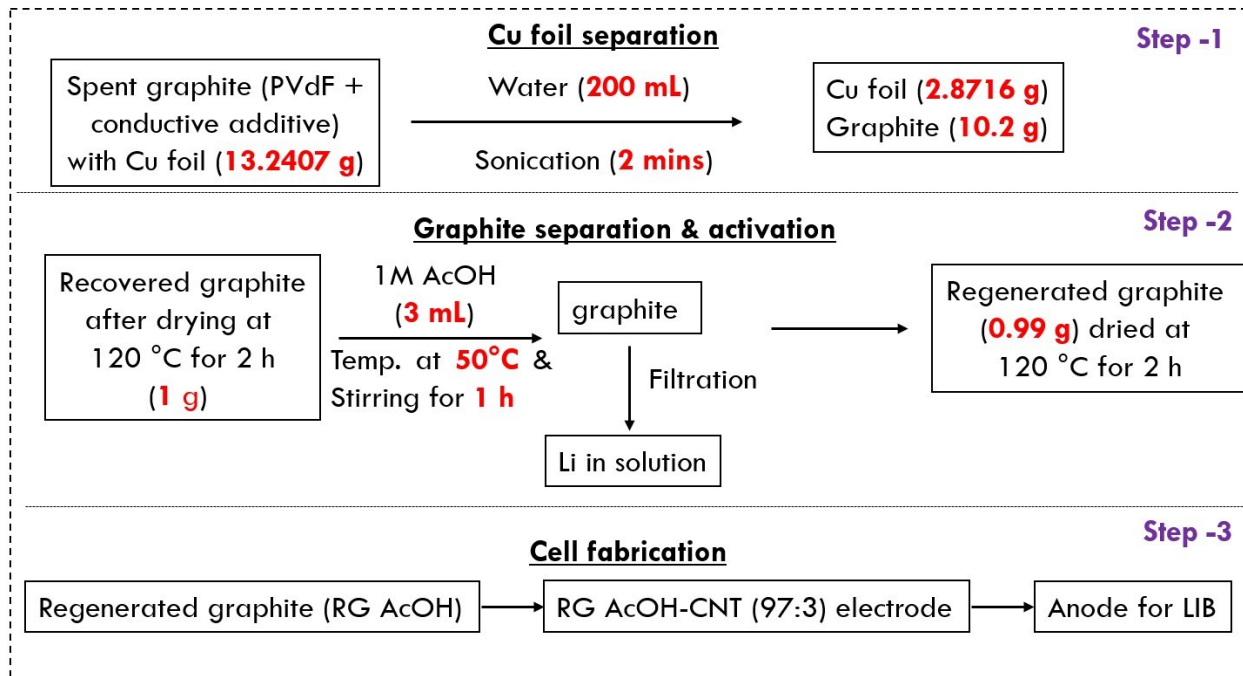 Cu foil separation
Step -1
Spent graphite (PVdF +
conductive additive)
with Cu foil (13.2407 g)
Water (200 mL)
Sonication (2 mins)
Cu foil (2.8716 g)
Graphite (10.2 g)
Step -2
Graphite separation & activation
Recovered graphite
after drying at
120 °C for 2 h
(1 g)
1M AcOH
(3 mL)
Temp. at 50°C &
Stirring for 1 h
graphite
Filtration
Li in solution
Regenerated graphite
(0.99 g) dried at
120 °C for 2 h
Step -3
Cell fabrication
Regenerated graphite (RG AcOH)
RG AcOH-CNT (97:3) electrode
Anode for LIB